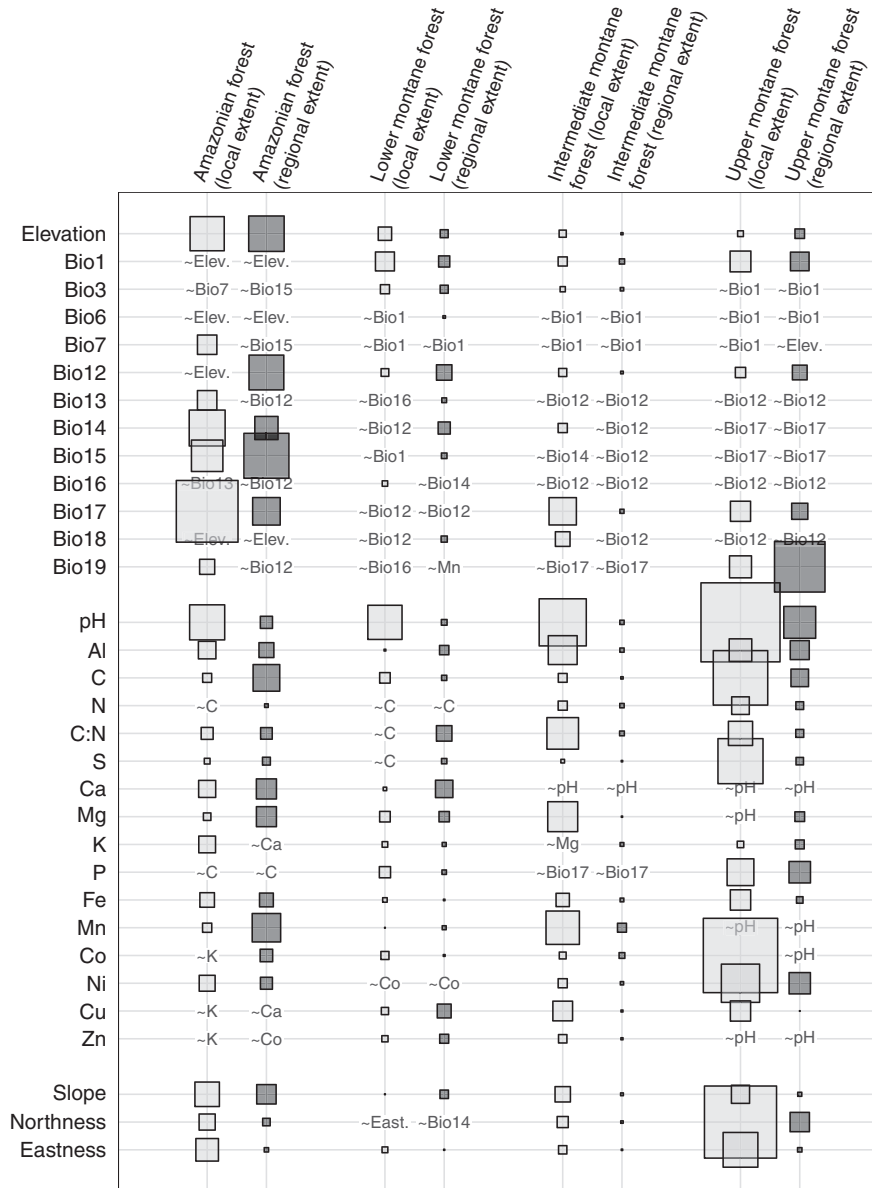 Amazonian forest
(local extent)
Amazonian forest
(regional extent)
Lower montane forest
(local extent)
Lower montane forest
(regional extent)
Intermediate montane
forest (local extent)
Intermediate montane
forest (regional extent)
Upper montane forest
(local extent)
Upper montane forest
(regional extent)
Elevation
Bio1 ~Elev. ~Elev.
Bio3 ~Bio7 ~Bio15 ~Bio1 ~Bio1
Bio6 ~Elev. ~Elev. ~Bio1 ~Bio1 ~Bio1 ~Bio1 ~Bio1
Bio7 ~Bio15 ~Bio1 ~Bio1 ~Bio1 ~Bio1 ~Bio1 ~Elev.
Bio12 ~Elev.
Bio13 ~Bio12 ~Bio16 ~Bio12 ~Bio12 ~Bio12 ~Bio12
Bio14 ~Bio12 ~Bio12 ~Bio17 ~Bio17
Bio15 ~Bio1 ~Bio14 ~Bio12 ~Bio17 ~Bio17
Bio16 ~Bio13 ~Bio12 ~Bio14 ~Bio12 ~Bio12 ~Bio12 ~Bio12
Bio17 ~Bio12 ~Bio12
Bio18 ~Elev. ~Elev. ~Bio12 ~Bio12 ~Bio12 ~Bio12
Bio19 ~Bio12 ~Bio16 ~Mn ~Bio17 ~Bio17
pH
Al
C
N ~C ~C ~C
C:N ~C
S ~C
Ca ~pH ~pH ~pH ~pH
Mg ~pH
K ~Ca ~Mg
P ~C ~C ~Bio17 ~Bio17
Fe
Mn ~pH ~pH
Co ~K ~pH
Ni ~Co ~Co
Cu ~K ~Ca
Zn ~K ~Co ~pH ~pH
Slope
Northness ~East. ~Bio14
Eastness